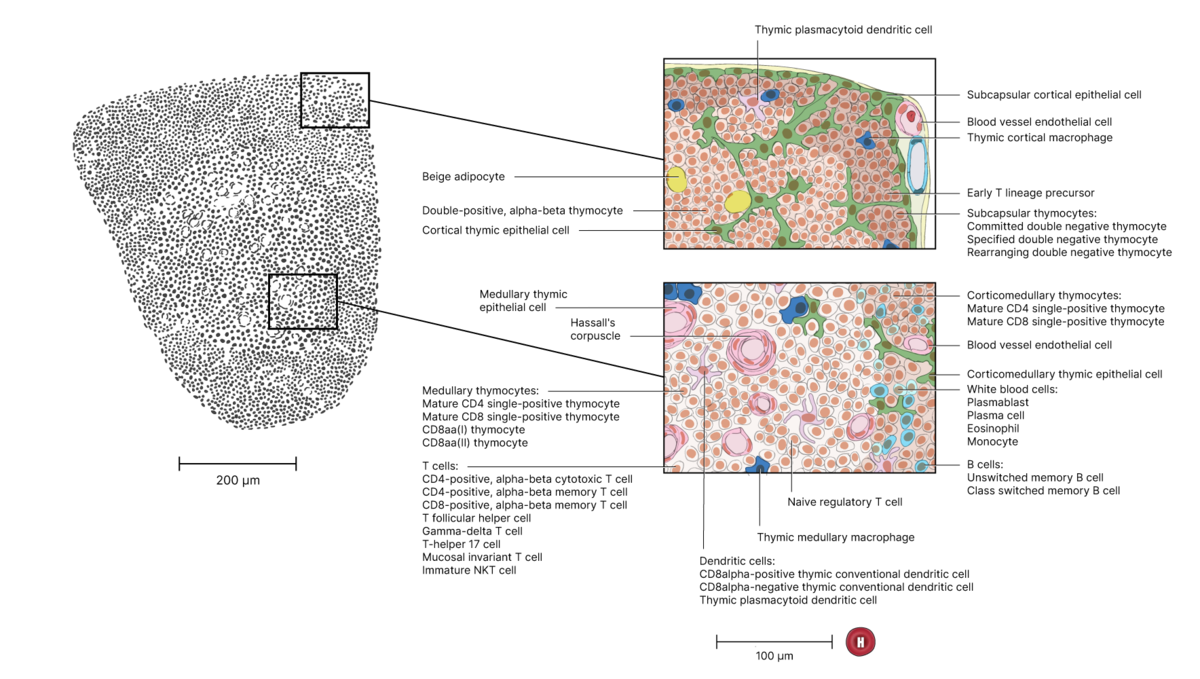 Thymic plasmacytoid dendritic cell
Subcapsular cortical epithelial cell
Blood vessel endothelial cell
Thymic cortical macrophage
Beige adipocyte
Early T lineage precursor
Double-positive, alpha-beta thymocyte
Subcapsular thymocytes:
Committed double negative thymocyte
Specified double negative thymocyte
Rearranging double negative thymocyte
Cortical thymic epithelial cell
Medullary thymic
epithelial cell
Hassall's
corpuscle
Corticomedullary thymocytes:
Mature CD4 single-positive thymocyte
Mature CD8 single-positive thymocyte
Blood vessel endothelial cell
Corticomedullary thymic epithelial cell
Medullary thymocytes:
Mature CD4 single-positive thymocyte
Mature CD8 single-positive thymocyte
CD8aa(I) thymocyte
CD8aa(II) thymocyte
White blood cells:
Plasmablast
Plasma cell
Eosinophil
Monocyte
T cells:
CD4-positive, alpha-beta cytotoxic T cell
CD4-positive, alpha-beta memory T cell
CD8-positive, alpha-beta memory T cell
T follicular helper cell
Gamma-delta T cell
T-helper 17 cell
Mucosal invariant T cell
Immature NKT cell
B cells:
Unswitched memory B cell
Class switched memory B cell
Naive regulatory T cell
Thymic medullary macrophage
Dendritic cells:
CD8alpha-positive thymic conventional dendritic cell
CD8alpha-negative thymic conventional dendritic cell
Thymic plasmacytoid dendritic cell
200 µm
100 µm
H